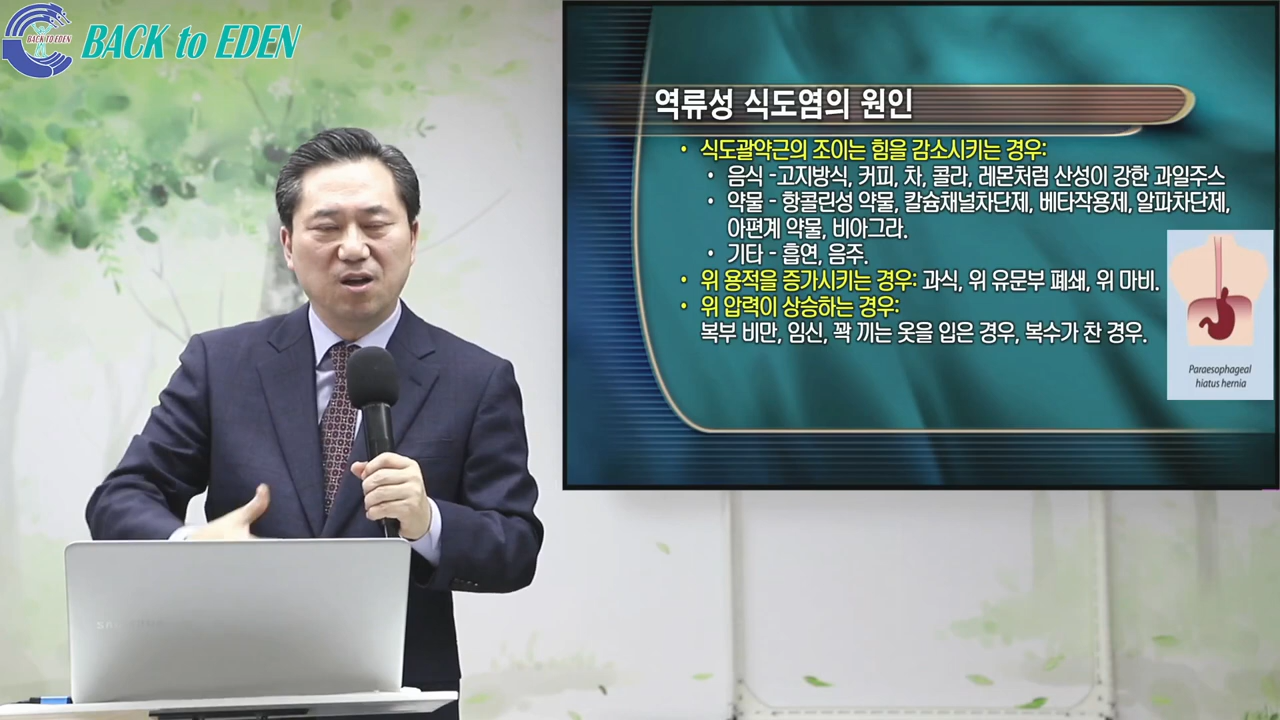 BACK TO EDEN
BACK to EDEN
역류성 식도염의 원인
• 식도괄약근의 조이는 힘을 감소시키는 경우:
• 음식 -고지방식, 커피, 차, 콜라, 레몬처럼 산성이 강한 과일주스
• 약물 - 항콜린성 약물, 칼슘채널차단제, 베타작용제, 알파차단제,
아편계 약물, 비아그라.
• 기타 - 흡연, 음주.
• 위 용적을 증가시키는 경우: 과식, 위 유문부 폐쇄, 위 마비.
• 위 압력이 상승하는 경우:
복부 비만, 임신, 꽉 끼는 옷을 입은 경우, 복수가 찬 경우.
Paraesophageal
hiatus hernia